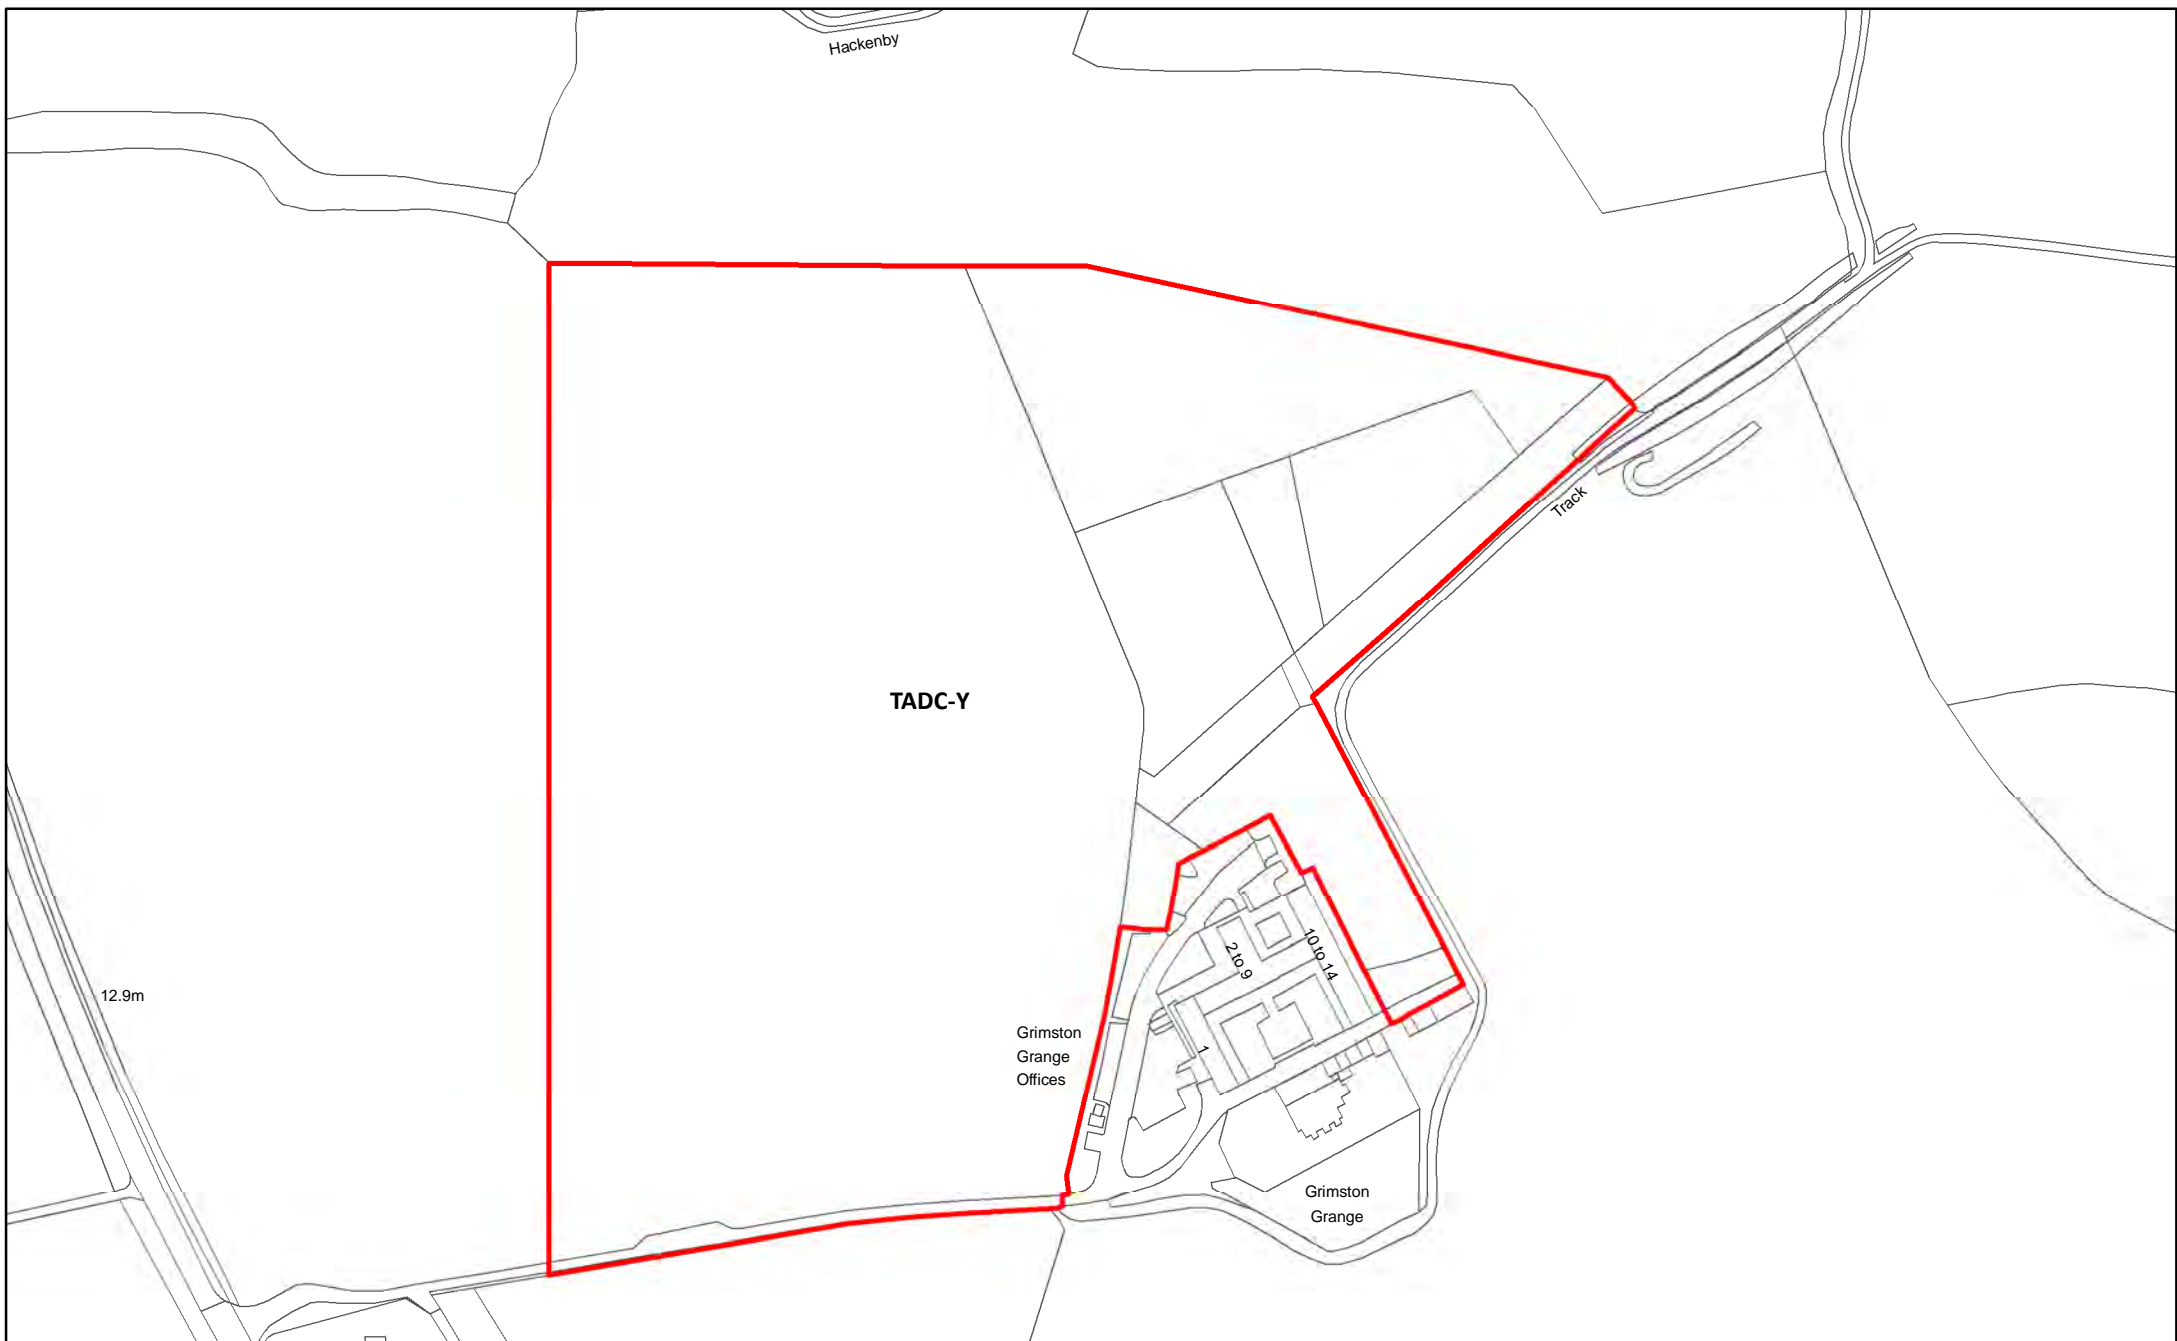 Hackenby
Track
TADC-Y
2 to 9
10 to 14
12.9m
Grimston
Grange
Offices
1
Grimston
Grange